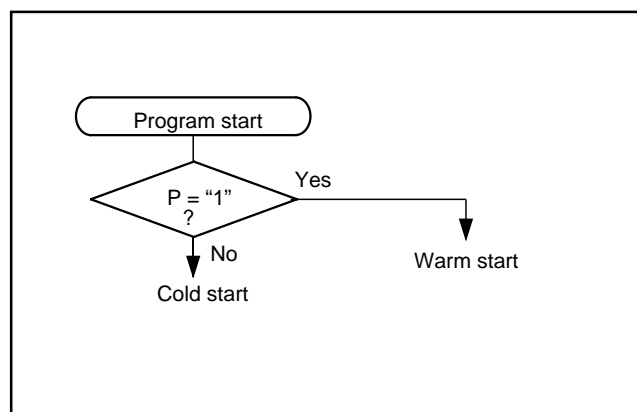 Program start
P = “1”
?
Yes
No
Warm start
Cold start